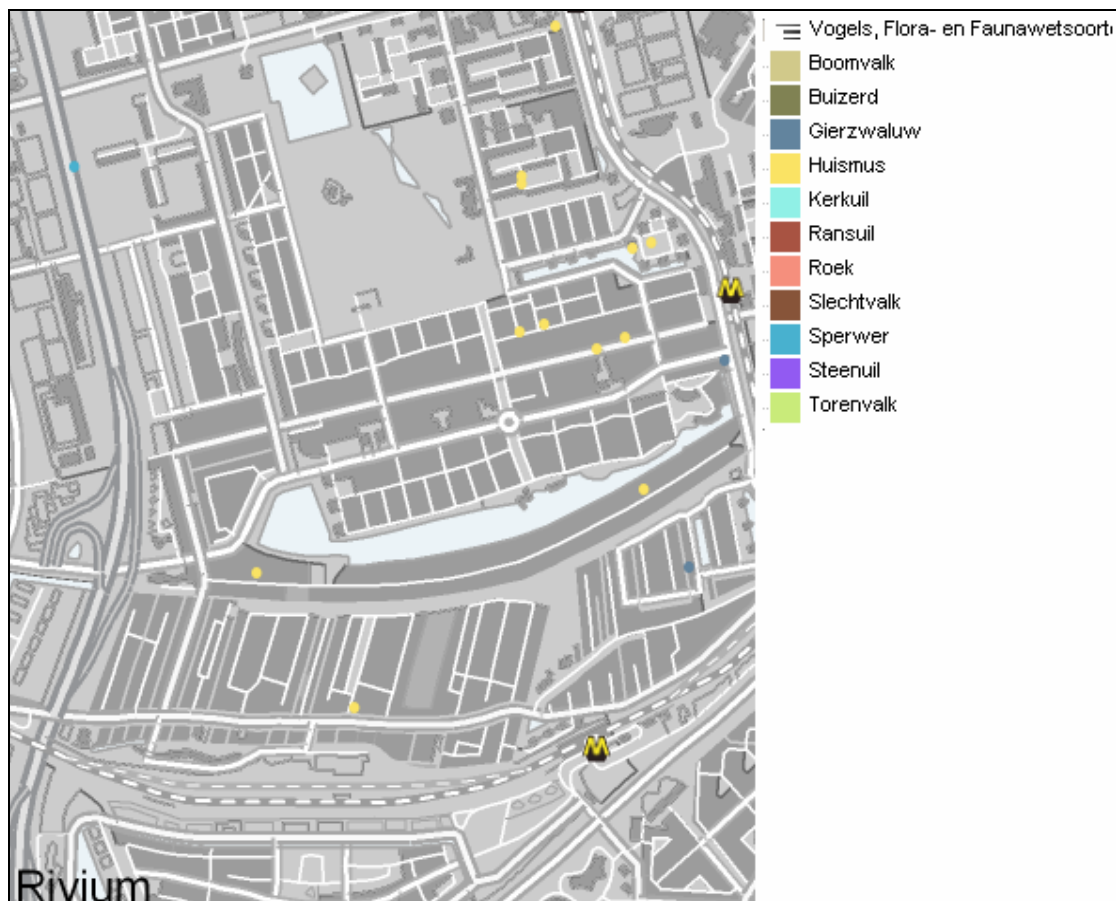 Vogels, Flora- en Faunawetsoort
Boomvalk
Buizerd
Gierzwaluw
Huismus
Kerkuil
Ransuil
Roek
Slechtvalk
Sperwer
Steenuil
Torenvalk
M
M
Rivium